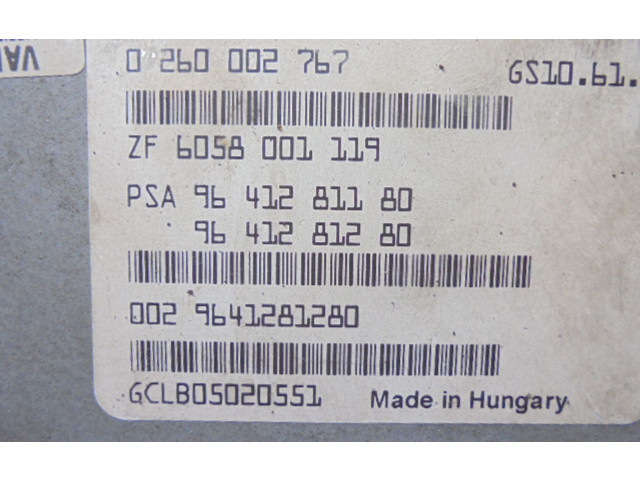 0 260 002 767 GS10.61.
ZF 6058 001 119
PSA 96 412 811 80
96 412 812 80
002 9641281280
GCLB05020551 Made in Hungary